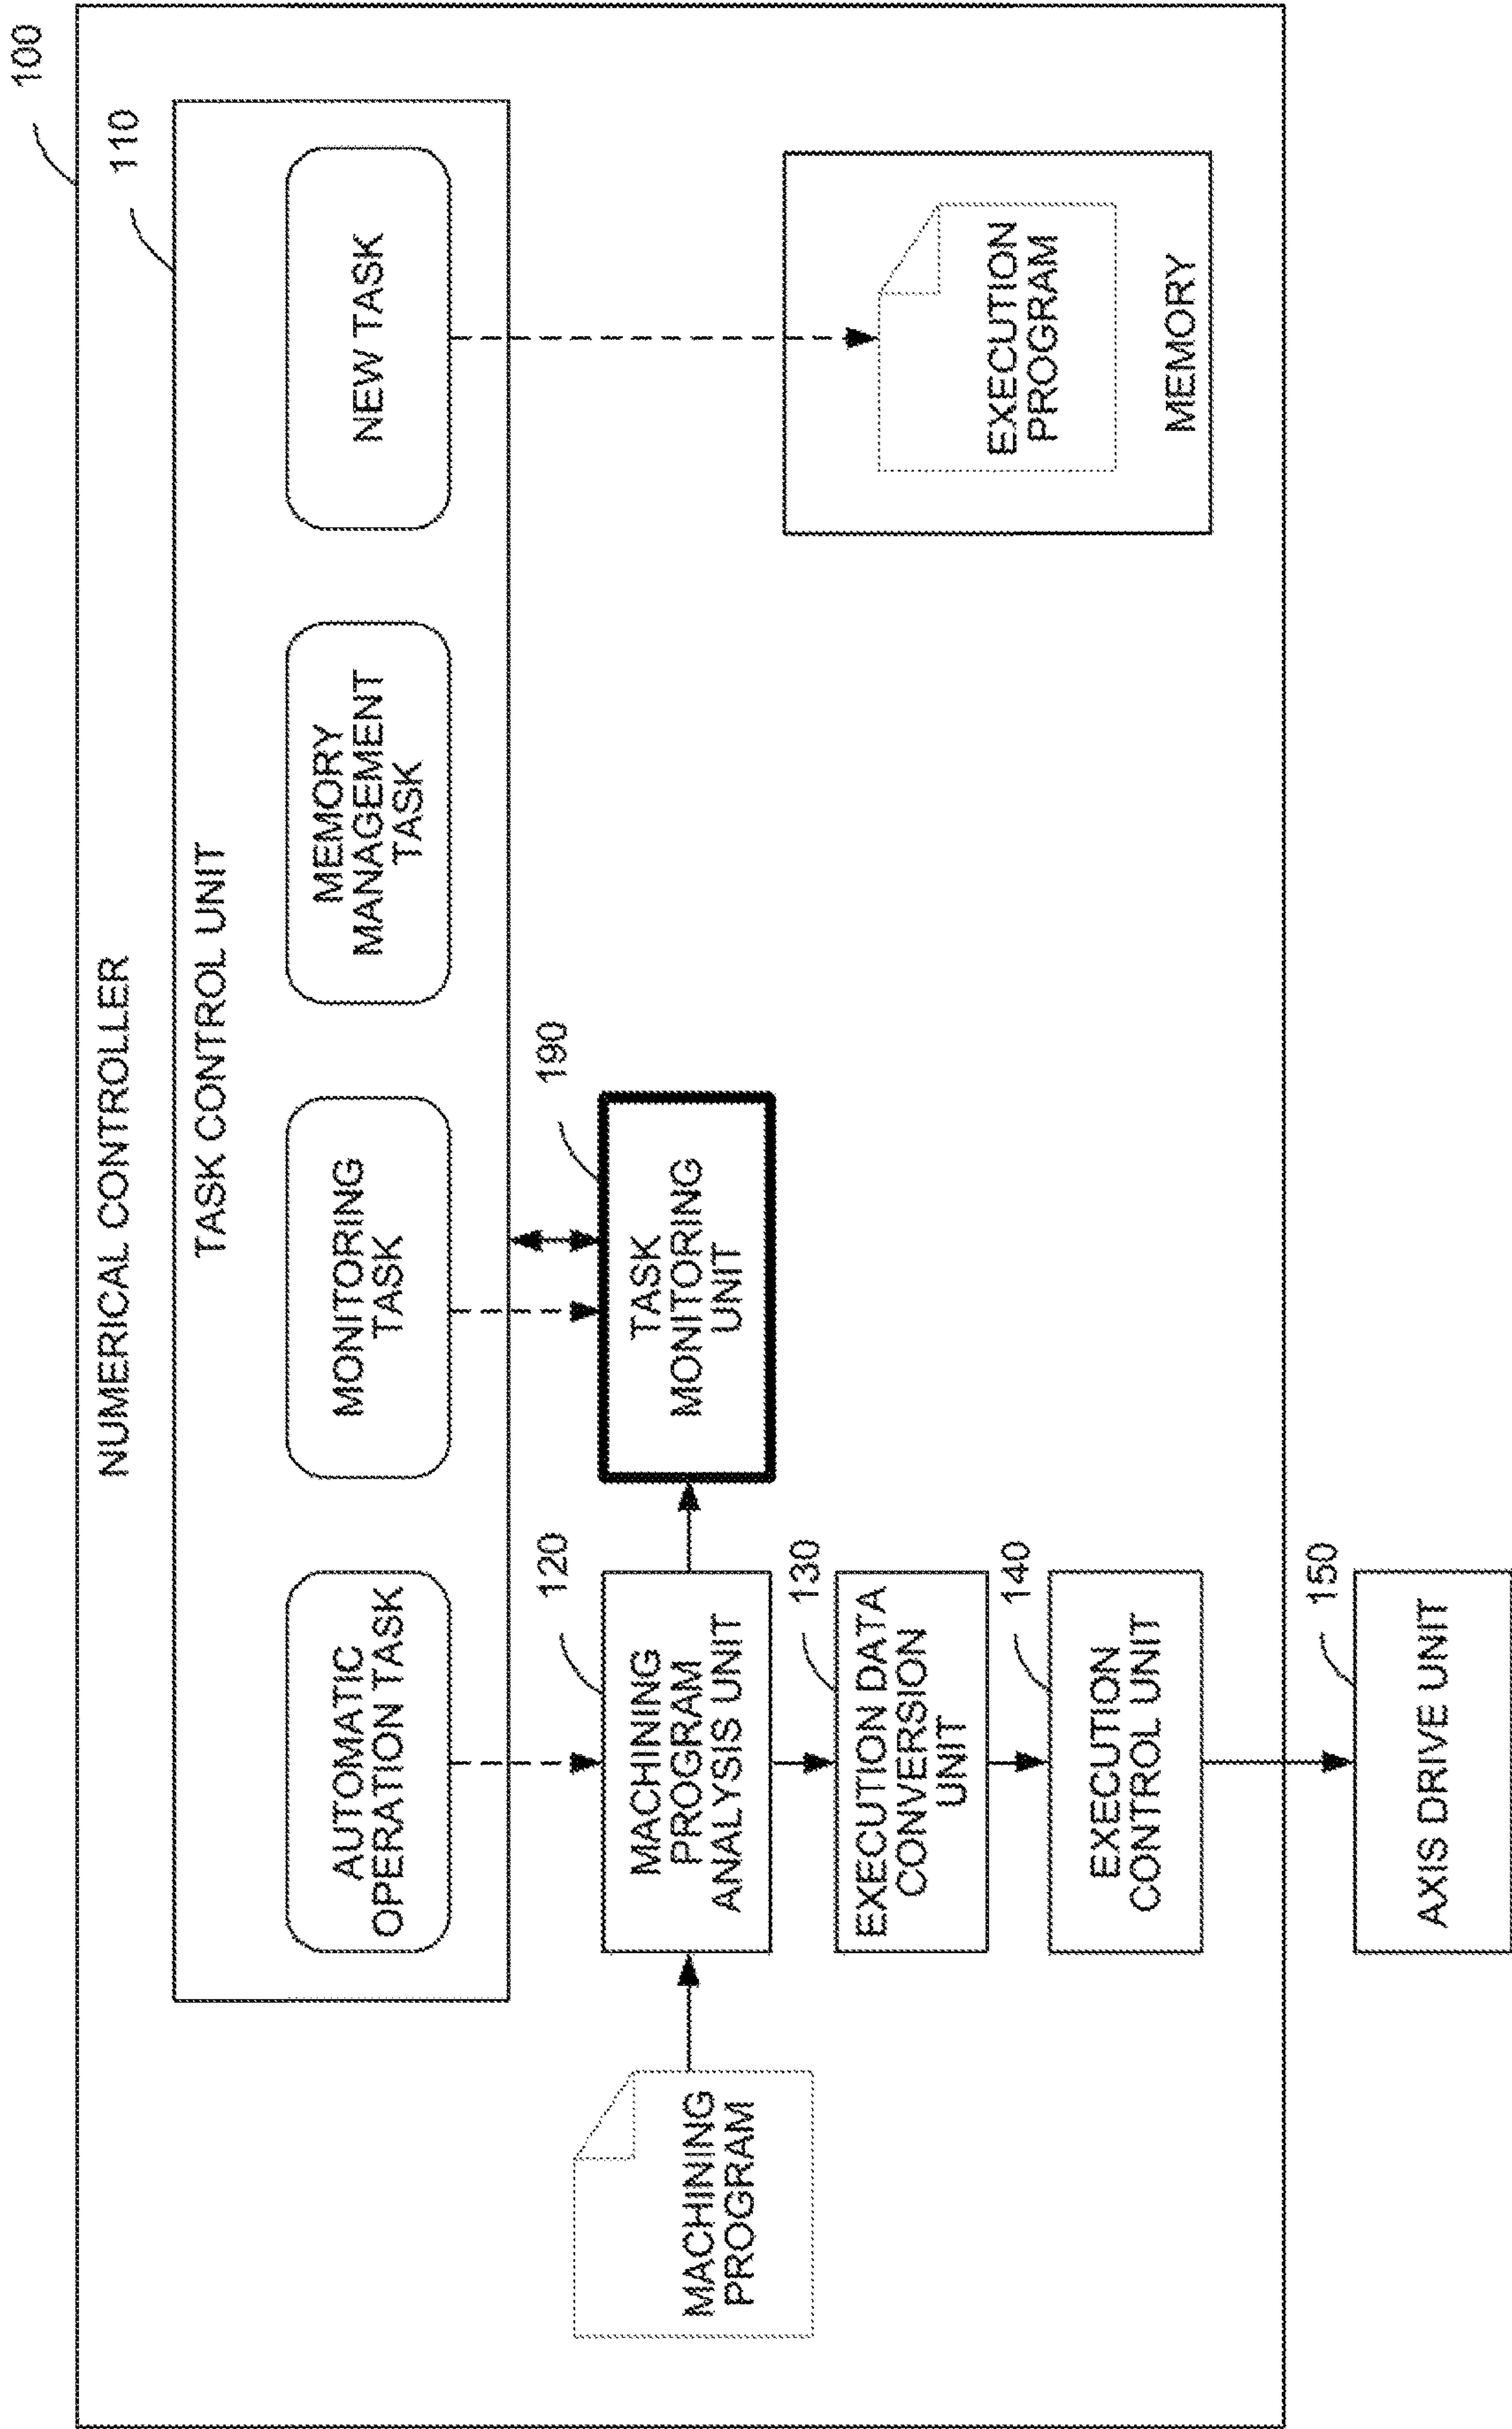 100
NUMERICAL CONTROLLER
110
TASK CONTROL UNIT
AUTOMATIC
OPERATION TASK
MONITORING
TASK
MEMORY
MANAGEMENT
TASK
NEW TASK
MACHINING
PROGRAM
120
MACHINING
PROGRAM
ANALYSIS UNIT
190
TASK
MONITORING
UNIT
130
EXECUTION DATA
CONVERSION
UNIT
140
EXECUTION
CONTROL UNIT
EXECUTION
PROGRAM
MEMORY
150
AXIS DRIVE UNIT